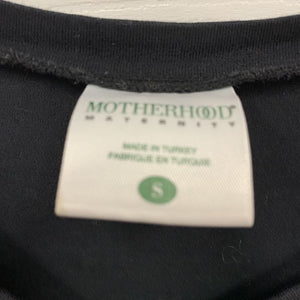 MOTHERHOOD®
MATERNITY
MADE IN TURKEY
FABRIQUE EN TURQUIE
S